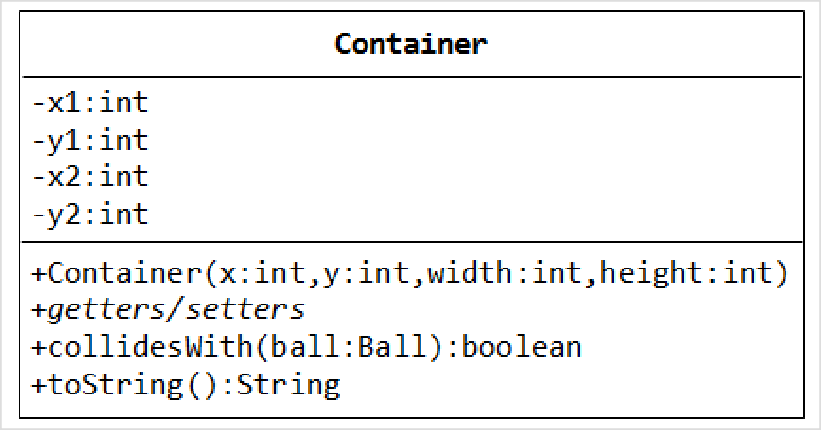 Container
-x1:int
-y1:int
-x2:int
-y2:int
+Container(x:int,y:int,width:int,height:int)
+getters/setters
+collidesWith(ball:Ball):boolean
+toString():String